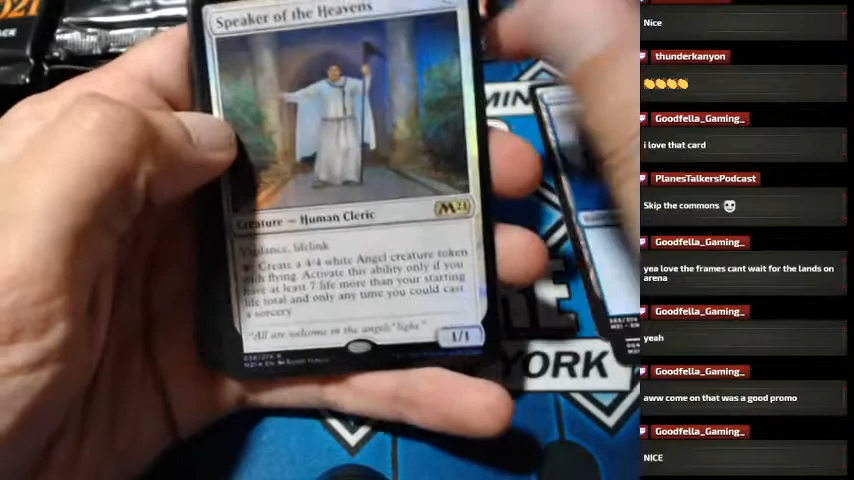 021
Speaker of the Heavens
Creature — Human Cleric
M21
Vigilance, lifelink
Create a 4/4 white Angel creature token
with flying. Activate this ability only if you
have at least 7 life more than your starting
life total and only any time you could cast
a sorcery
"All are welcome in the angels' light"
1/1
MIN
RE
YORK
Nice
thunderkanyon
👏👏👏👏
Goodfella_Gaming_
i love that card
PlanesTalkersPodcast
Skip the commons
Goodfella_Gaming_
yea love the frames cant wait for the lands on
arena
Goodfella_Gaming_
yeah
Goodfella_Gaming_
aww come on that was a good promo
Goodfella_Gaming_
NICE